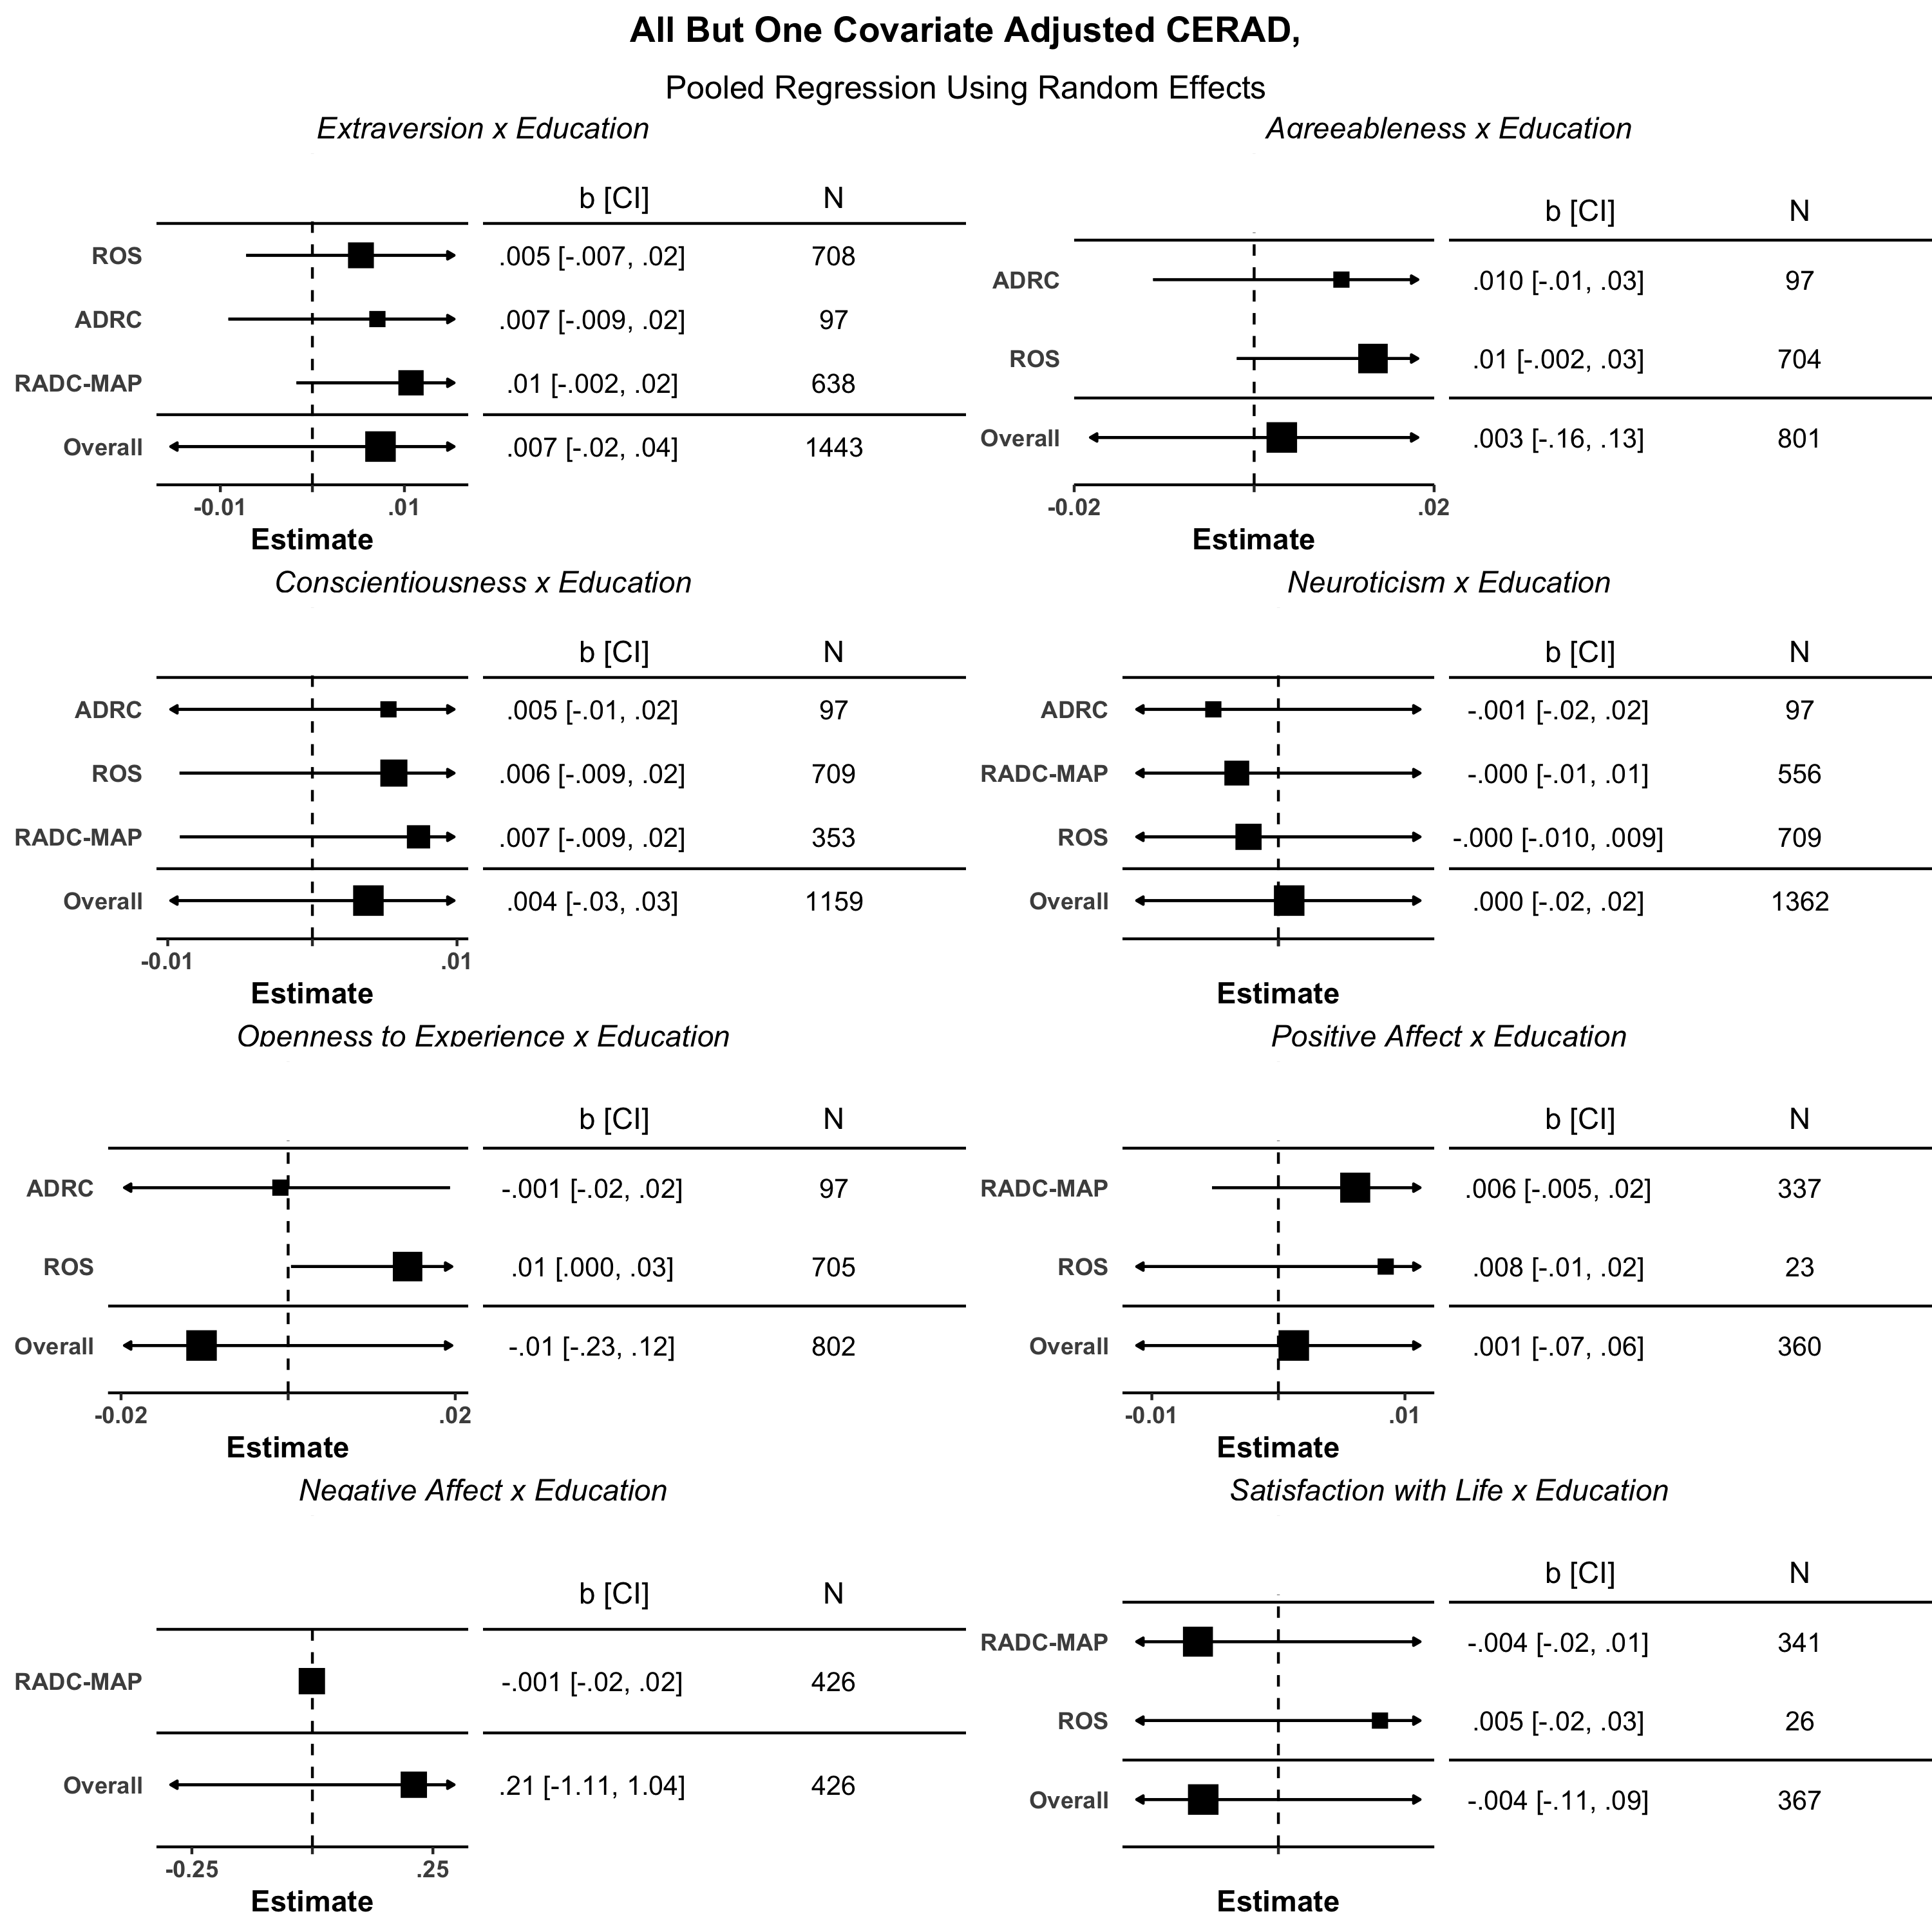 All But One Covariate Adjusted CERAD,
Pooled Regression Using Random Effects
Extraversion x Education
b [CI] N
ROS .005 [-.007, .02] 708
ADRC .007 [-.009, .02] 97
RADC-MAP .01 [-.002, .02] 638
Overall .007 [-.02, .04] 1443
-0.01 .01
Estimate
Agreeableness x Education
b [CI] N
ADRC .010 [-.01, .03] 97
ROS .01 [-.002, .03] 704
Overall .003 [-.16, .13] 801
-0.02 .02
Estimate
Conscientiousness x Education
b [CI] N
ADRC .005 [-.01, .02] 97
ROS .006 [-.009, .02] 709
RADC-MAP .007 [-.009, .02] 353
Overall .004 [-.03, .03] 1159
-0.01 .01
Estimate
Neuroticism x Education
b [CI] N
ADRC -.001 [-.02, .02] 97
RADC-MAP -.000 [-.01, .01] 556
ROS -.000 [-.010, .009] 709
Overall .000 [-.02, .02] 1362
Estimate
Openness to Experience x Education
b [CI] N
ADRC -.001 [-.02, .02] 97
ROS .01 [.000, .03] 705
Overall -.01 [-.23, .12] 802
-0.02 .02
Estimate
Positive Affect x Education
b [CI] N
RADC-MAP .006 [-.005, .02] 337
ROS .008 [-.01, .02] 23
Overall .001 [-.07, .06] 360
-0.01 .01
Estimate
Negative Affect x Education
b [CI] N
RADC-MAP -.001 [-.02, .02] 426
Overall .21 [-1.11, 1.04] 426
-0.25 .25
Estimate
Satisfaction with Life x Education
b [CI] N
RADC-MAP -.004 [-.02, .01] 341
ROS .005 [-.02, .03] 26
Overall -.004 [-.11, .09] 367
Estimate